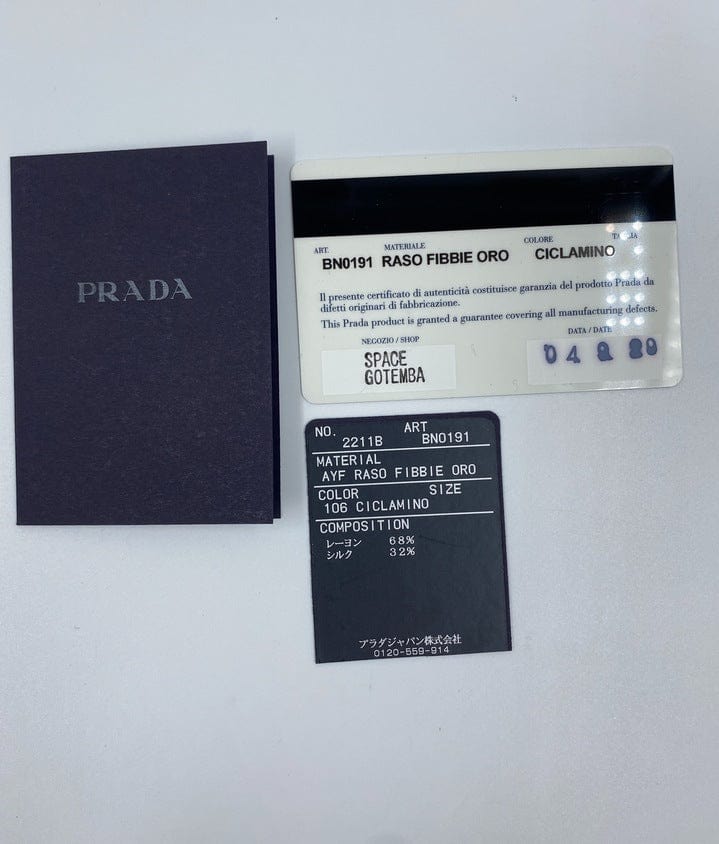 PRADA
ART. MATERIALE COLORE TAGLIA
BN0191 RASO FIBBIE ORO CICLAMINO
Il presente certificato di autenticità costituisce garanzia del prodotto Prada da
difetti originari di fabbricazione.
This Prada product is granted a guarantee covering all manufacturing defects.
NEGOZIO / SHOP DATA / DATE
SPACE
GOTEMBA
04
NO. ART
2211B BN0191
MATERIAL
AYF RASO FIBBIE ORO
COLOR SIZE
106 CICLAMINO
COMPOSITION
レーヨン 68%
シルク 32%
プラダジャパン株式会社
0120-559-914